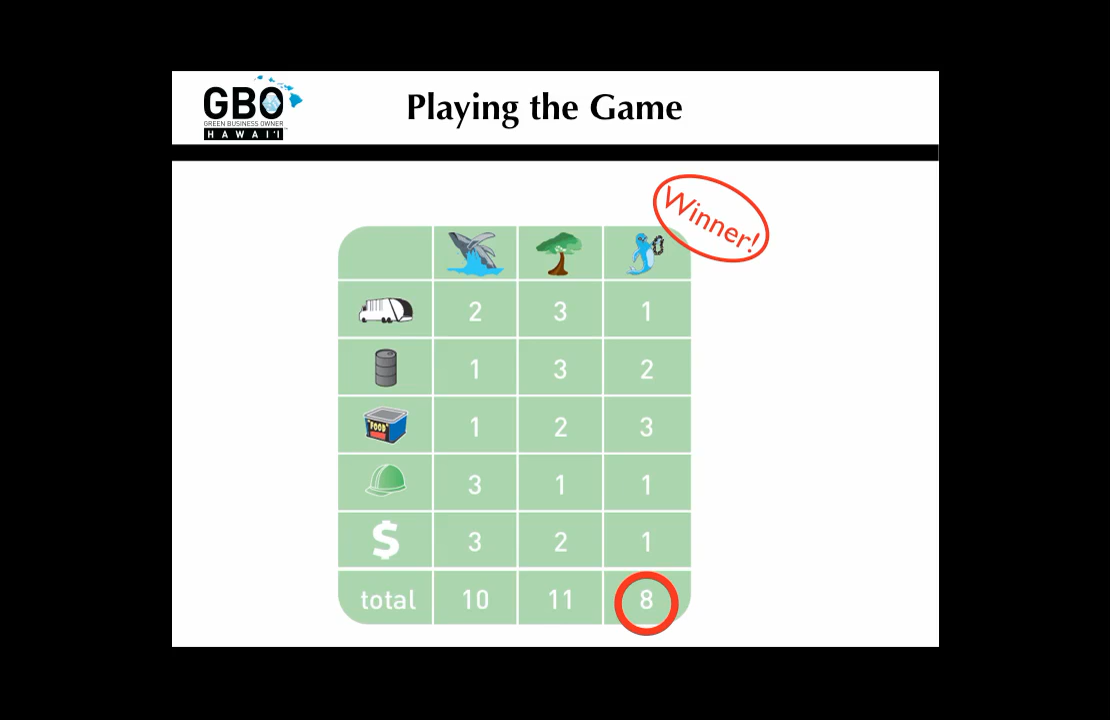 GBO
GREEN BUSINESS OWNER
HAWAI'I
Playing the Game
Winner!
2 3 1
1 3 2
FOOD
1 2 3
3 1 1
$ 3 2 1
total 10 11 8